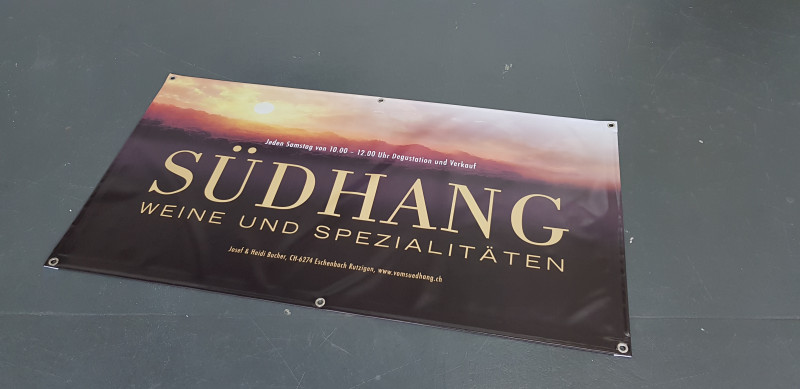 Jeden Samstag von 10.00 - 17.00 Uhr Degustation und Verkauf
SÜDHANG
WEINE UND SPEZIALITÄTEN
Josef & Heidi Bucher, CH-6274 Eschenbach Rutzigen, www.vomsuedhang.ch